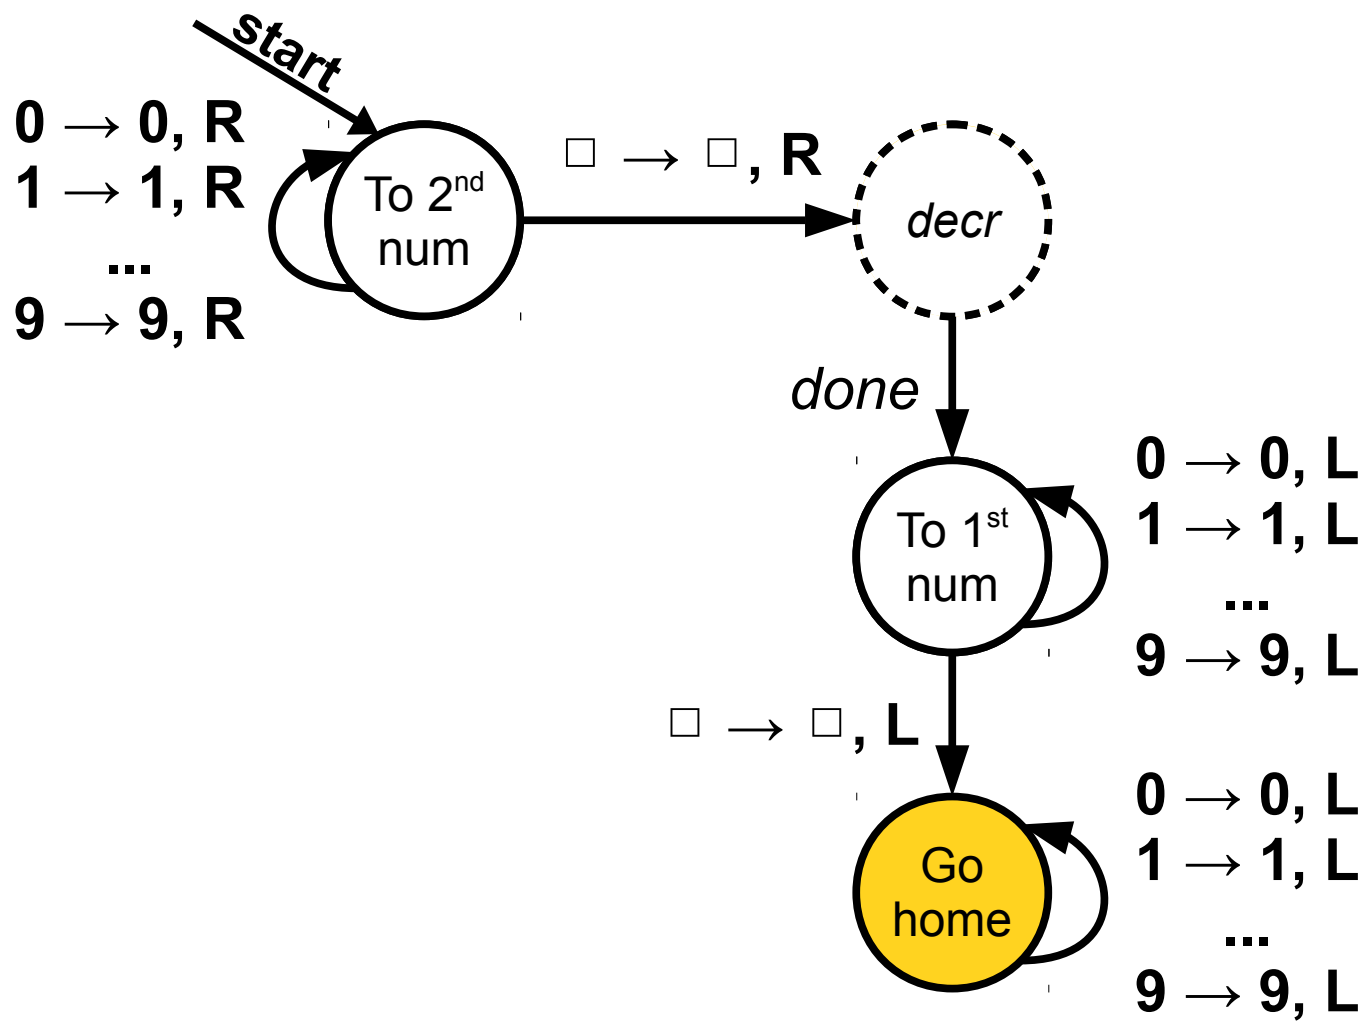 start
0 → 0, R
1 → 1, R
...
9 → 9, R
To 2nd
num
□ → □, R
decr
done
To 1st
num
0 → 0, L
1 → 1, L
...
9 → 9, L
□ → □, L
Go
home
0 → 0, L
1 → 1, L
...
9 → 9, L